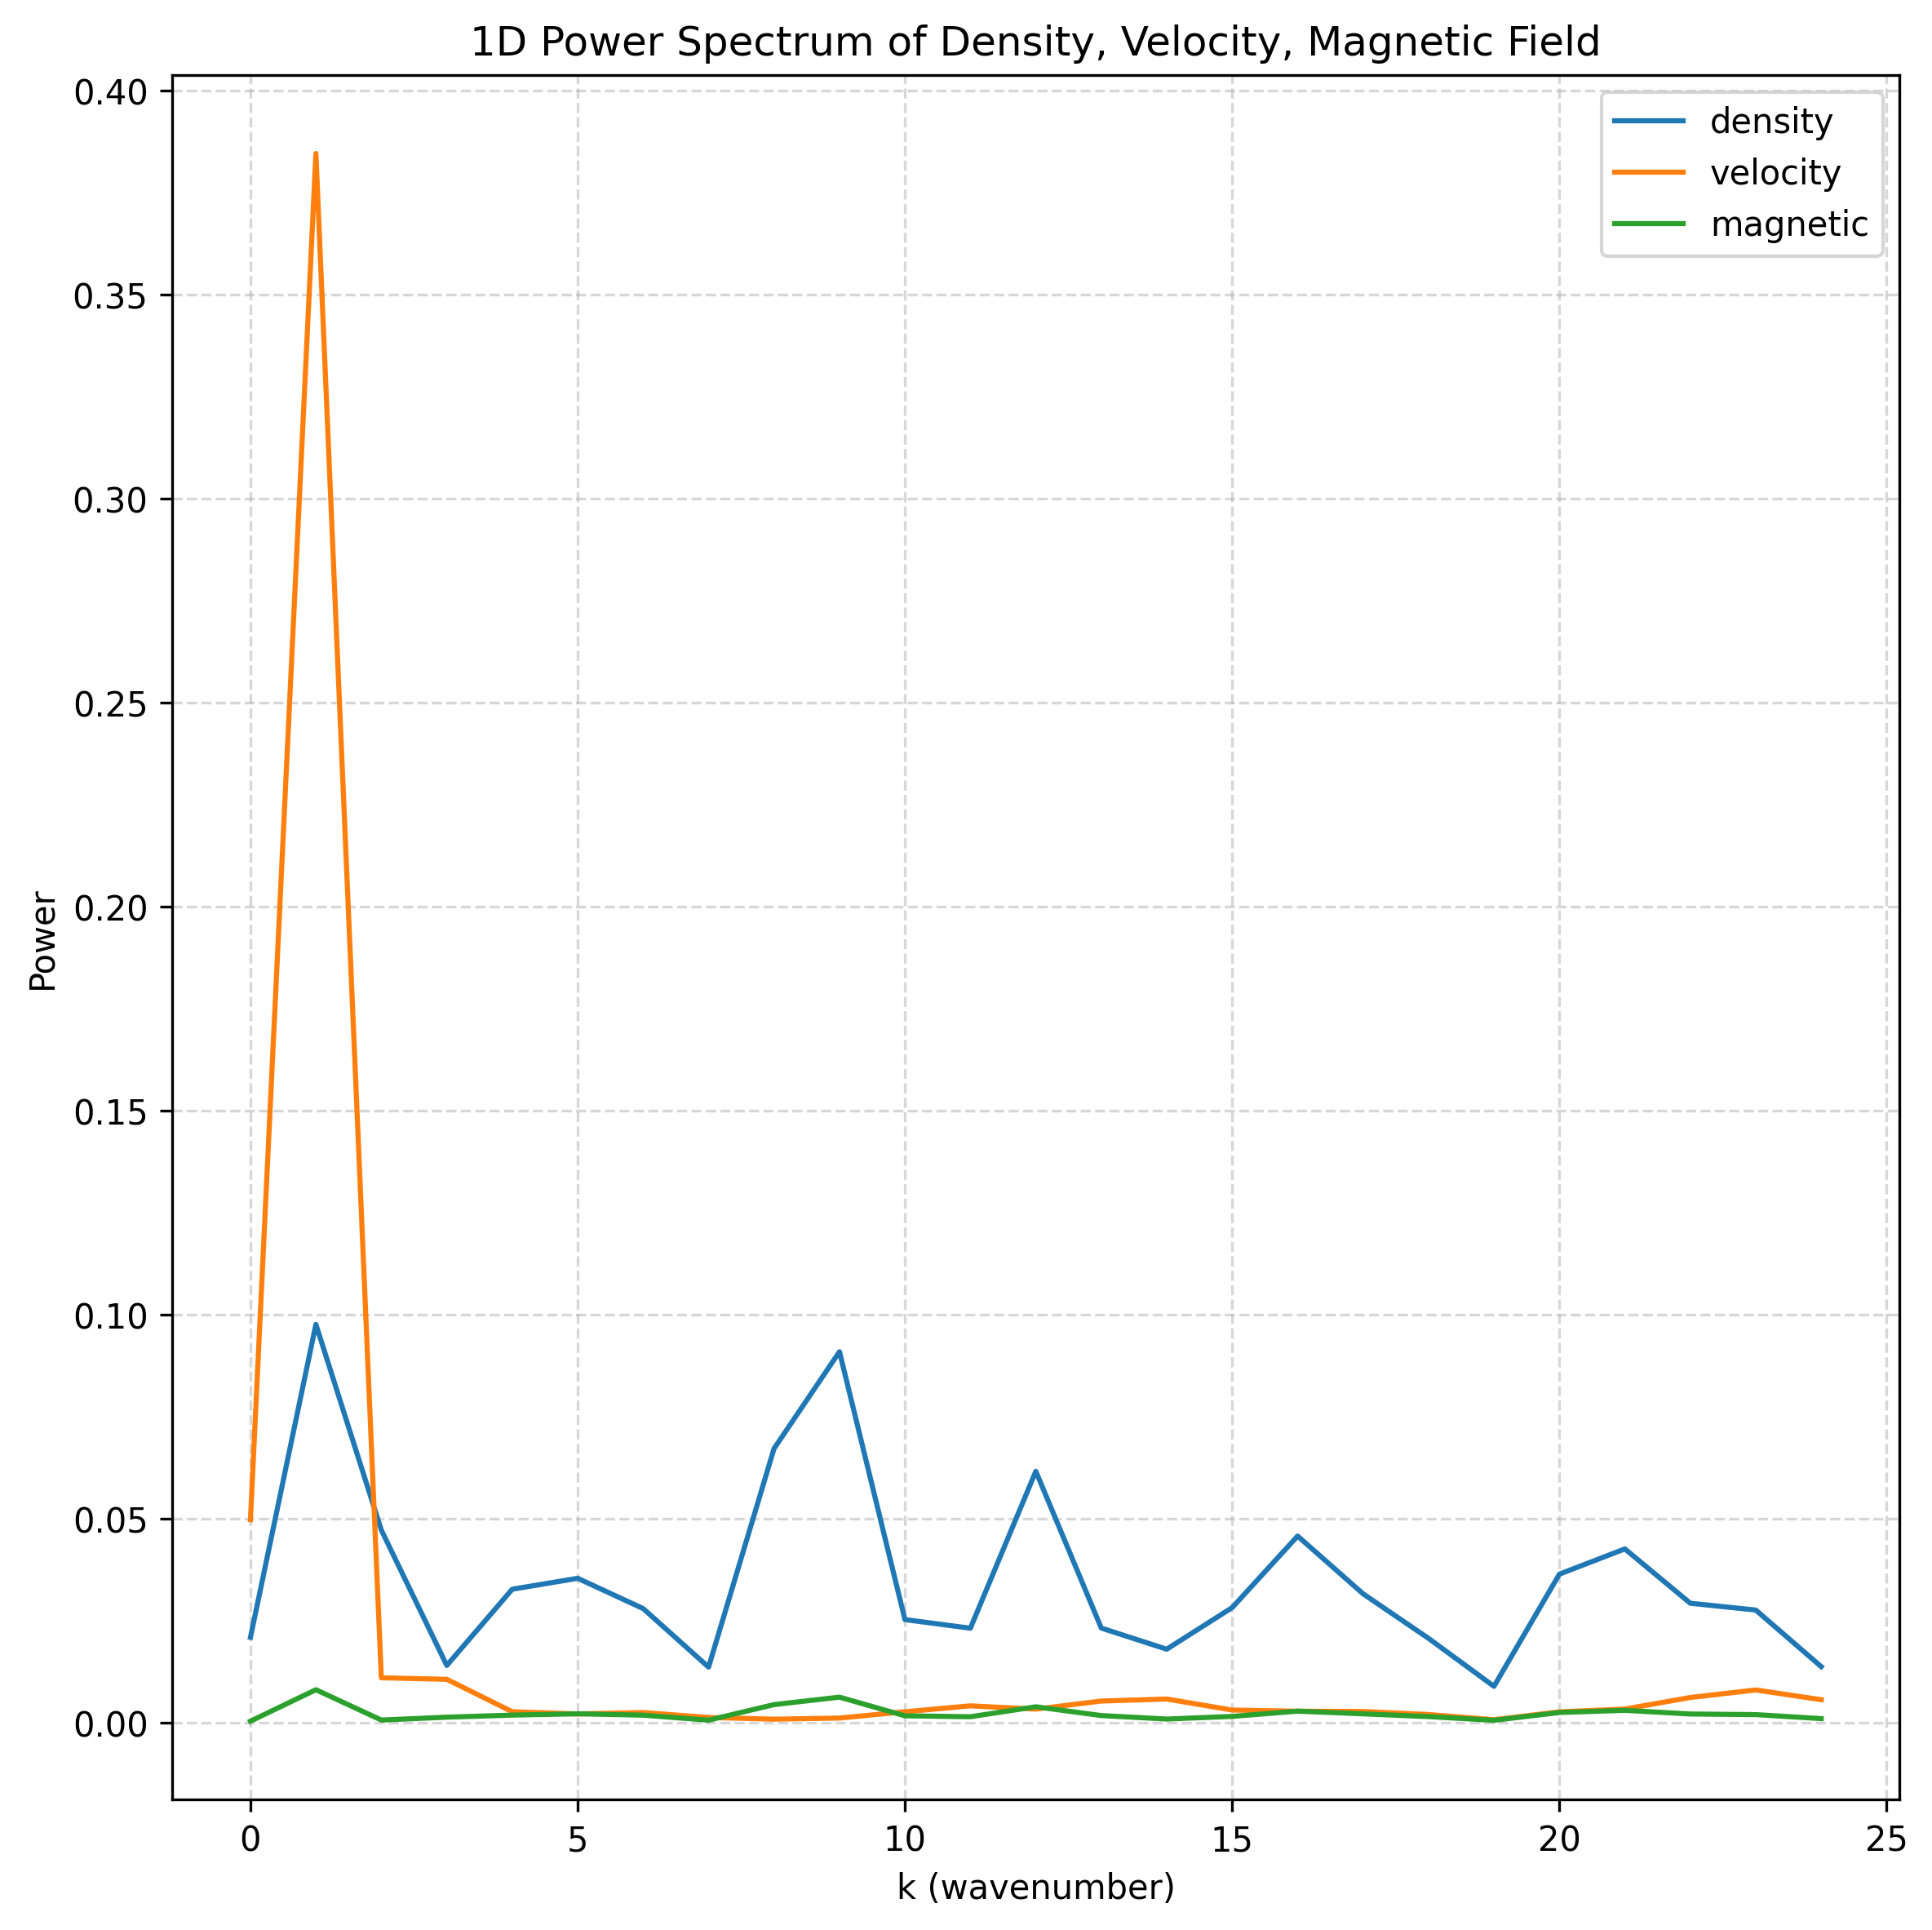 1D Power Spectrum of Density, Velocity, Magnetic Field
density
velocity
magnetic
Power
0.40
0.35
0.30
0.25
0.20
0.15
0.10
0.05
0.00
0 5 10 15 20 25
k (wavenumber)